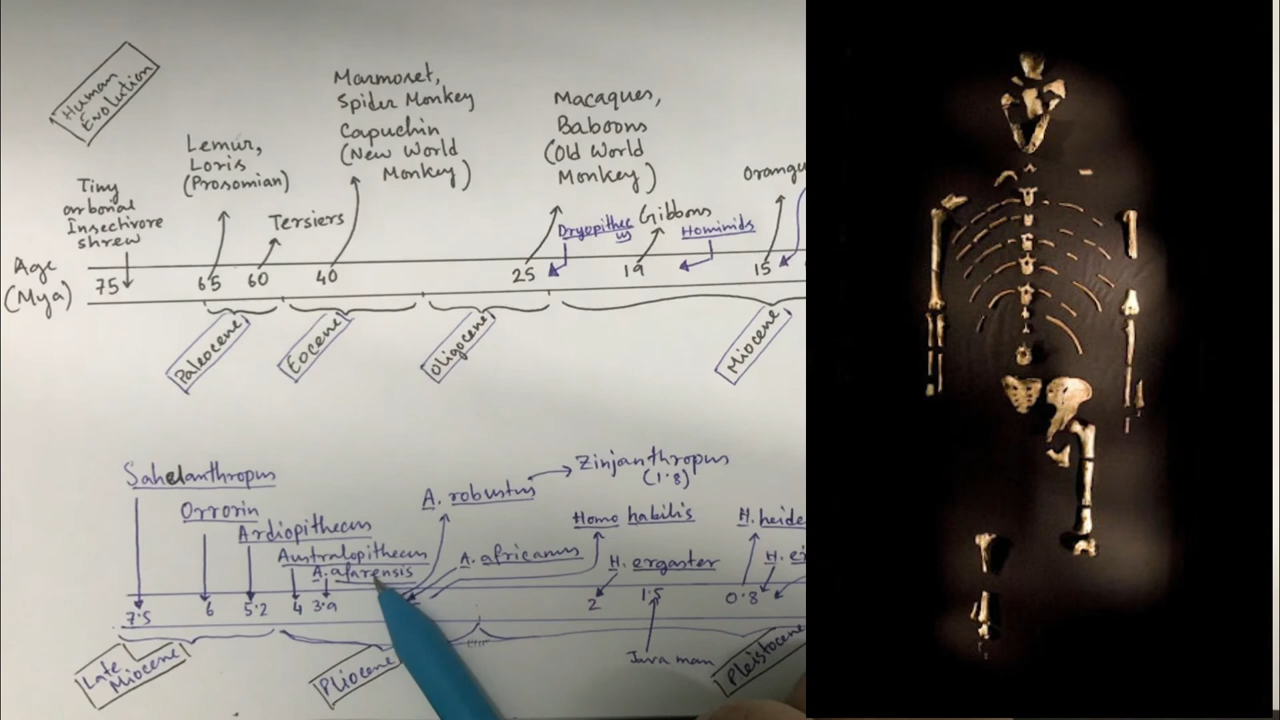 Human
Evolution
Marmoret,
Spider Monkey
Capuchin
(New World
Monkey)
Macaques,
Baboons
(Old World
Monkey)
Lemur,
Loris
(Prosomian)
Tiny
arborial
Insectivore
shrew
Tersiers
Dryopithecus
Gibbons
Hominids
Age
(Mya)
75 65 60 40 25 19 15
Paleocene
Eocene
Oligocene
Miocene
Sahelanthropus
Orrorin
Ardiopithecus
Australopithecus
A. afarensis
A. robustus
Zinjanthropus
(1.8)
A. africanus
Homo habilis
H. ergaster
7.5 6 5.2 4 3.9 2 1.5 0.8
Java man
Late
Miocene
Pliocene
Pleistocene